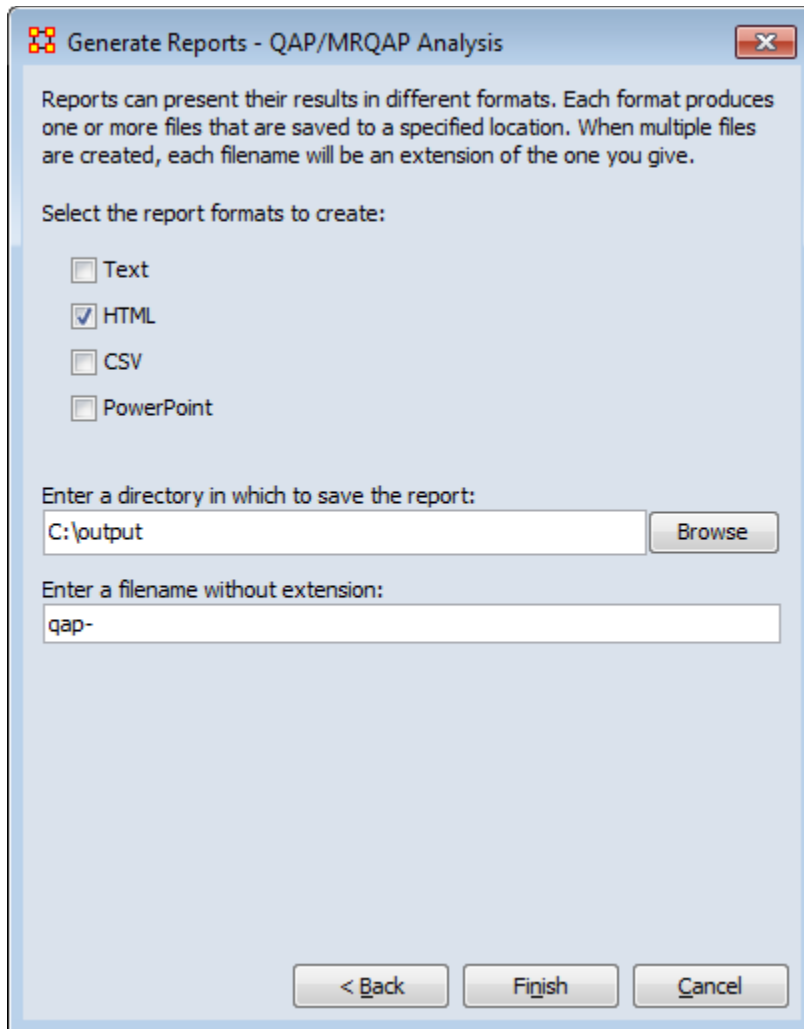 Generate Reports - QAP/MRQAP Analysis
Reports can present their results in different formats. Each format produces
one or more files that are saved to a specified location. When multiple files
are created, each filename will be an extension of the one you give.
Select the report formats to create:
Text
HTML
CSV
PowerPoint
Enter a directory in which to save the report:
C:\output
Browse
Enter a filename without extension:
qap-
< Back
Finish
Cancel